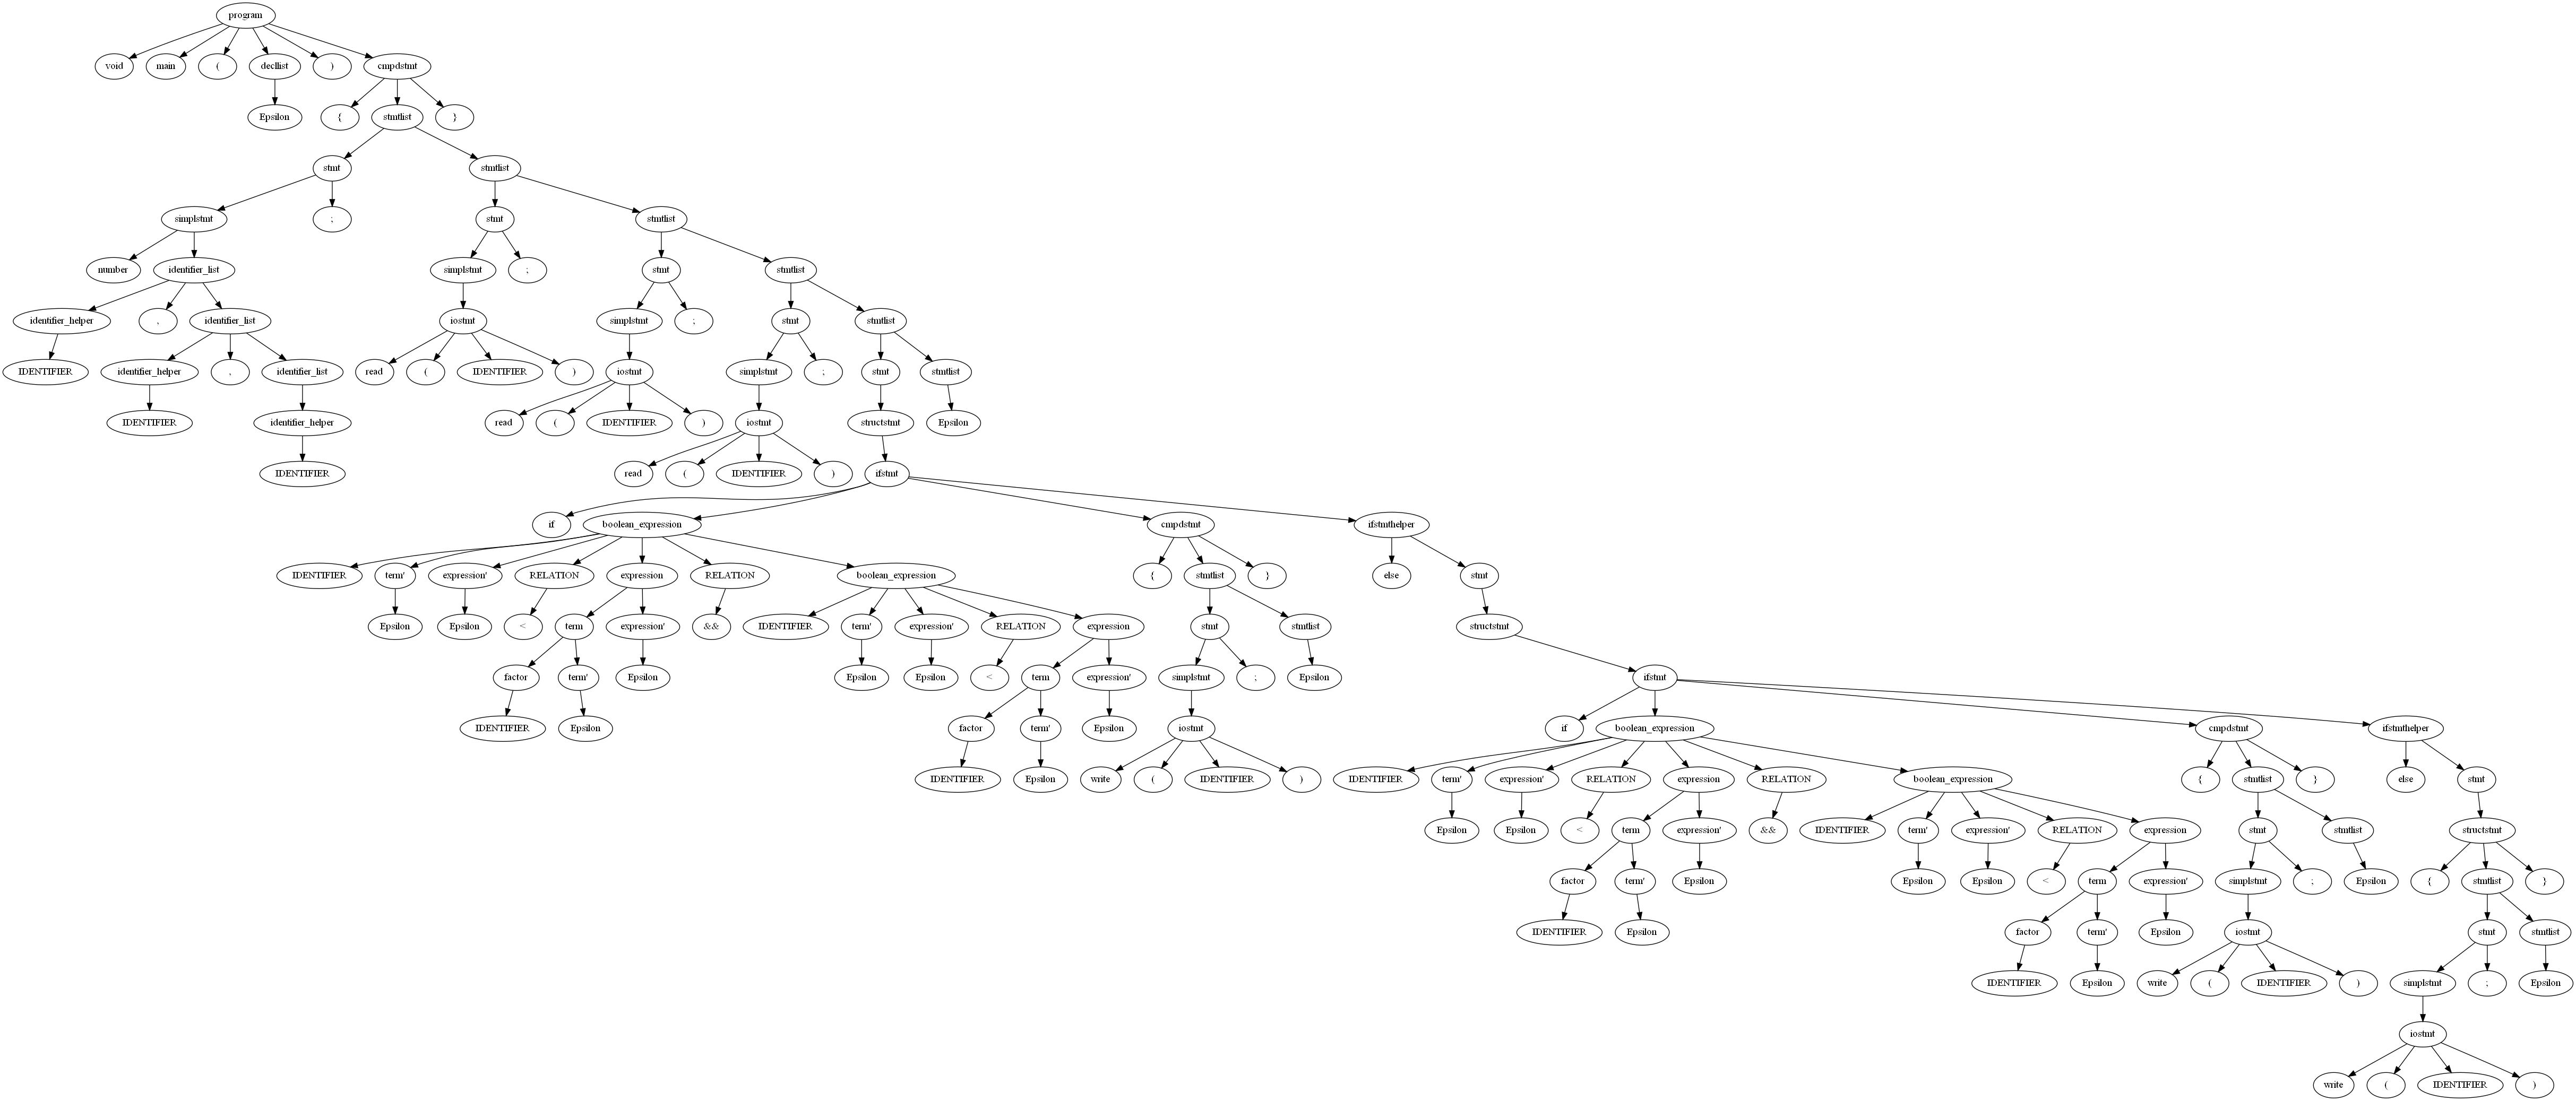 program
void main ( decllist ) cmpdstmt
Epsilon { stmtlist }
stmt stmtlist
simplstmt ; stmt stmtlist
number identifier_list simplstmt ; stmt stmtlist
identifier_helper , identifier_list iostmt simplstmt ; stmt stmtlist
IDENTIFIER identifier_helper , identifier_list read ( IDENTIFIER ) iostmt simplstmt ; stmt stmtlist
IDENTIFIER identifier_helper read ( IDENTIFIER ) iostmt structstmt Epsilon
IDENTIFIER read ( IDENTIFIER ) ifstmt
if boolean_expression cmpdstmt ifstmthelper
IDENTIFIER term' expression' RELATION expression RELATION boolean_expression { stmtlist } else stmt
Epsilon Epsilon < term expression' && IDENTIFIER term' expression' RELATION expression stmt stmtlist structstmt
factor term' Epsilon Epsilon Epsilon < term expression' simplstmt ; Epsilon ifstmt
IDENTIFIER Epsilon factor term' Epsilon iostmt if boolean_expression cmpdstmt ifstmthelper
IDENTIFIER Epsilon write ( IDENTIFIER ) IDENTIFIER term' expression' RELATION expression RELATION boolean_expression { stmtlist } else stmt
Epsilon Epsilon < term expression' && IDENTIFIER term' expression' RELATION expression stmt stmtlist structstmt
factor term' Epsilon Epsilon Epsilon < term expression' simplstmt ; Epsilon { stmtlist }
IDENTIFIER Epsilon factor term' Epsilon iostmt stmt stmtlist
IDENTIFIER Epsilon write ( IDENTIFIER ) simplstmt ; Epsilon
iostmt
write ( IDENTIFIER )